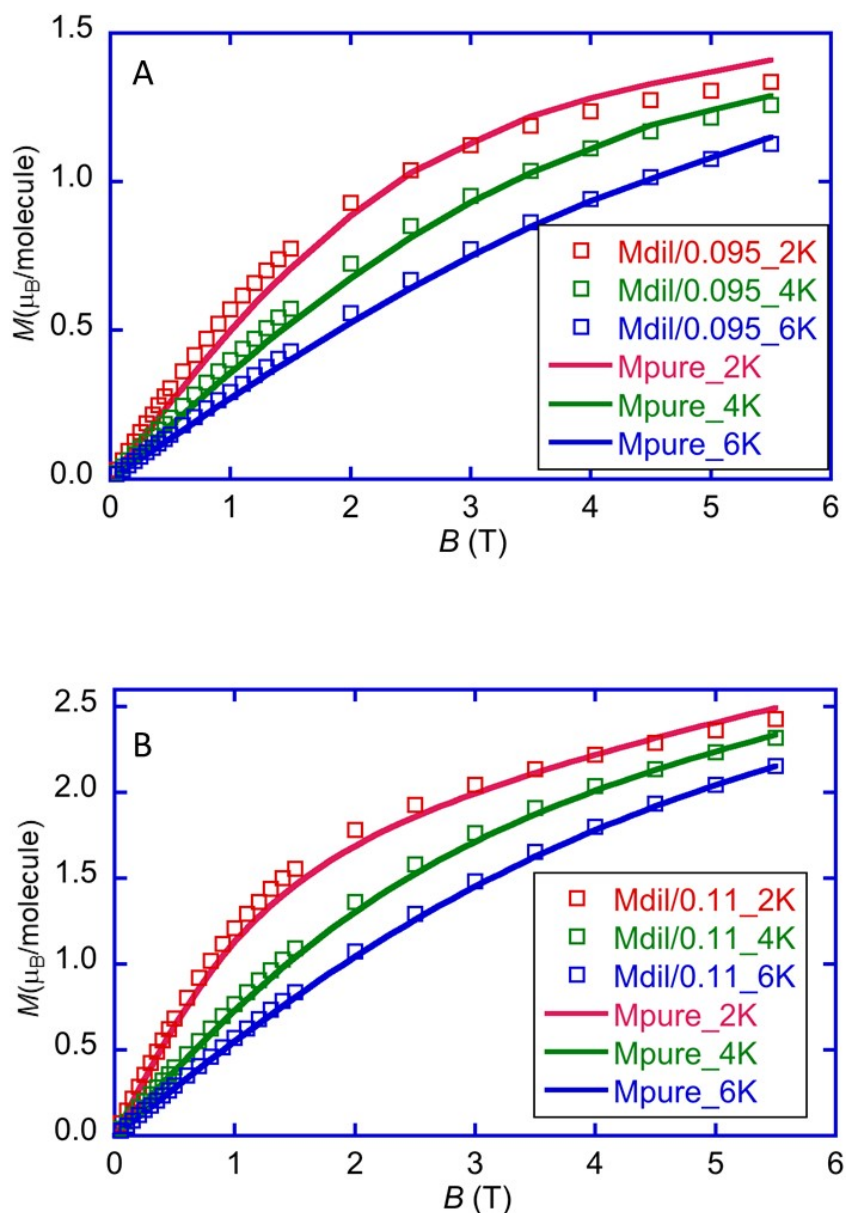 1.5
A
1.0
M(μB/molecule)
0.5
0.0
Mdil/0.095_2K
Mdil/0.095_4K
Mdil/0.095_6K
Mpure_2K
Mpure_4K
Mpure_6K
0 1 2 3 4 5 6
B (T)
2.5
B
2.0
1.5
M(μB/molecule)
1.0
0.5
0.0
Mdil/0.11_2K
Mdil/0.11_4K
Mdil/0.11_6K
Mpure_2K
Mpure_4K
Mpure_6K
0 1 2 3 4 5 6
B (T)